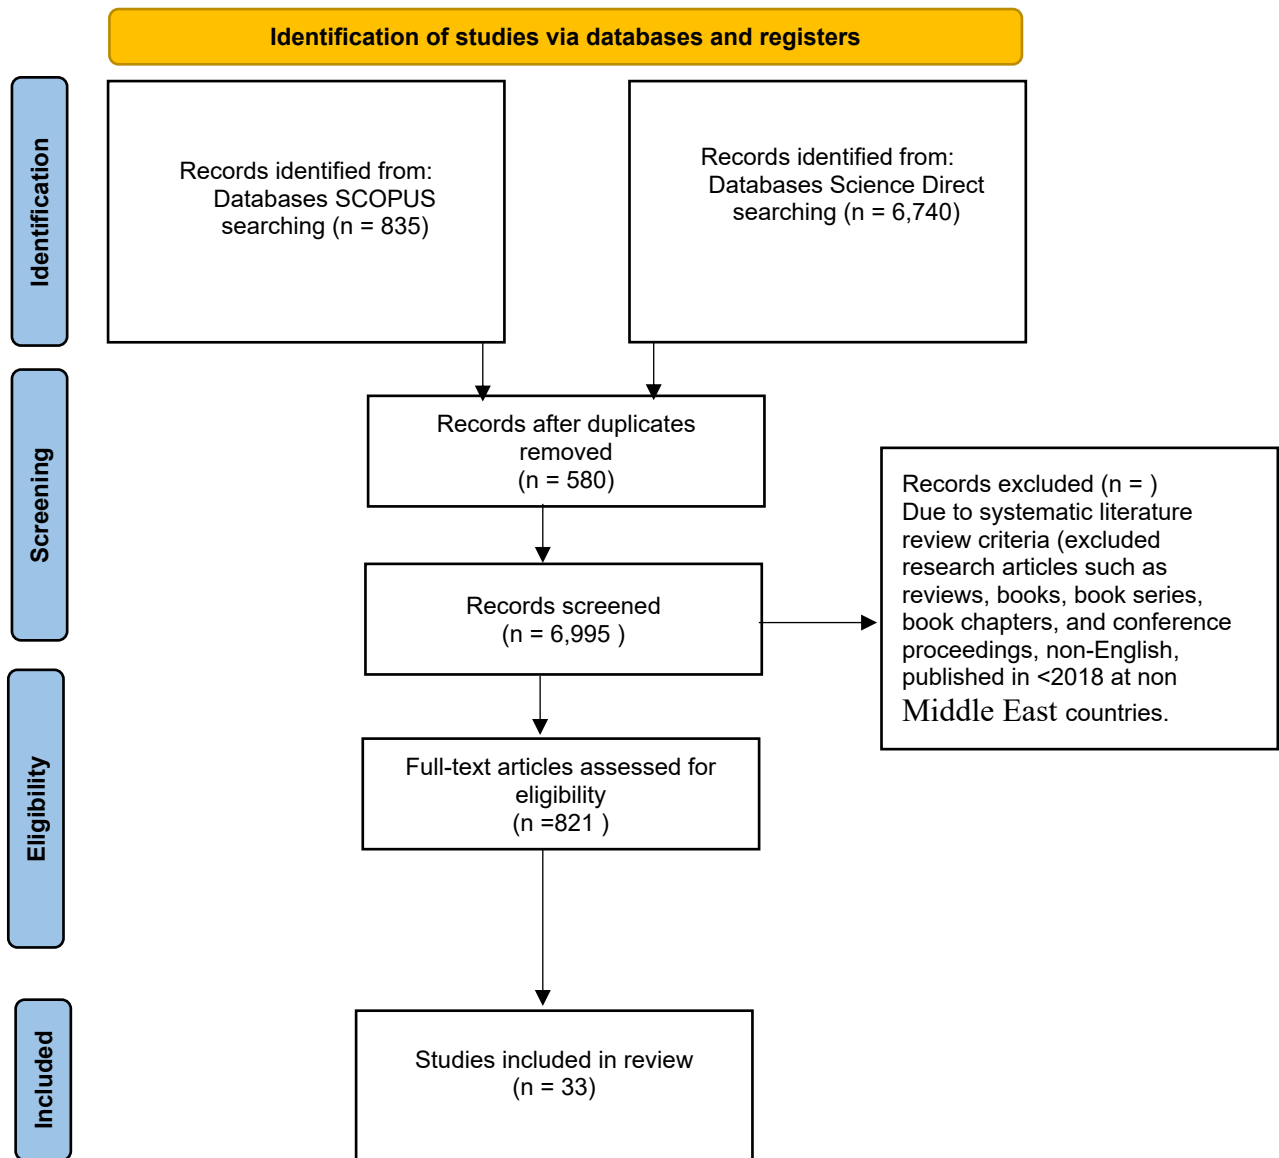 Identification of studies via databases and registers
Identification
Records identified from:
Databases SCOPUS
searching (n = 835)
Records identified from:
Databases Science Direct
searching (n = 6,740)
Screening
Records after duplicates
removed
(n = 580)
Records screened
(n = 6,995 )
Records excluded (n = )
Due to systematic literature
review criteria (excluded
research articles such as
reviews, books, book series,
book chapters, and conference
proceedings, non-English,
published in <2018 at non
Middle East countries.
Eligibility
Full-text articles assessed for
eligibility
(n =821 )
Included
Studies included in review
(n = 33)